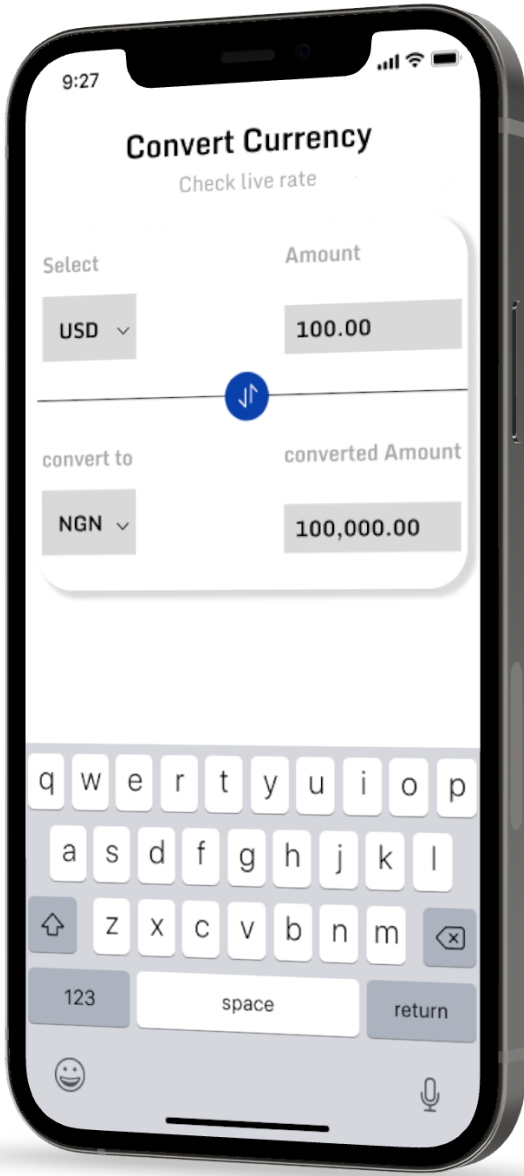 9:27
Convert Currency
Check live rate
Select
Amount
USD
100.00
convert to
converted Amount
NGN
100,000.00
q w e r t y u i o p
a s d f g h j k l
z x c v b n m
123 space return